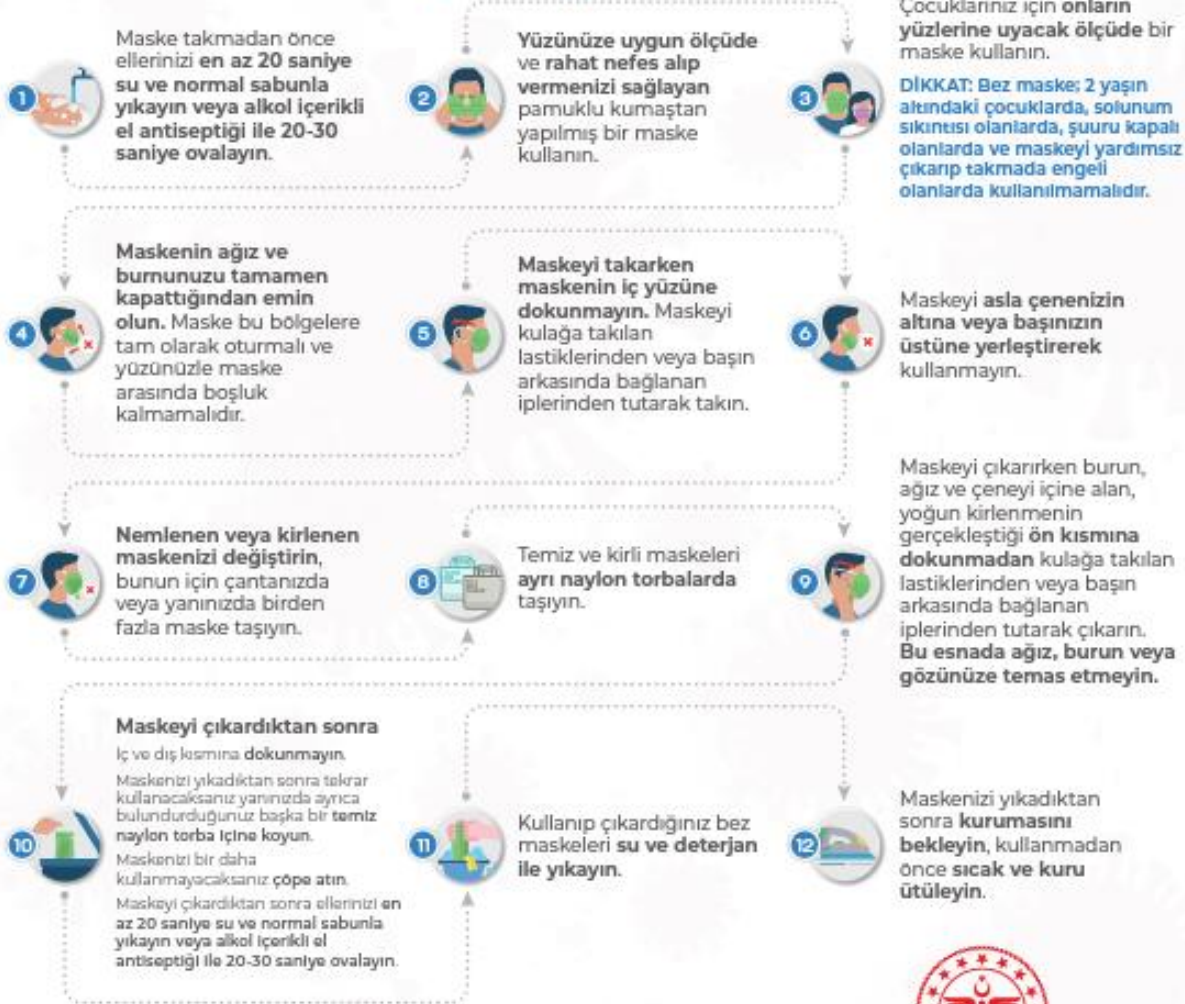 1
Maske takmadan önce
ellerinizi en az 20 saniye
su ve normal sabunla
yıkayın veya alkol içerikli
el antiseptiği ile 20-30
saniye ovalayın.
2
Yüzünüze uygun ölçüde
ve rahat nefes alıp
vermenizi sağlayan
pamuklu kumaştan
yapılmış bir maske
kullanın.
3
Çocuklarınız için onların
yüzlerine uyacak ölçüde bir
maske kullanın.
DİKKAT: Bez maske; 2 yaşın
altındaki çocuklarda, solunum
sıkıntısı olanlarda, şuuru kapalı
olanlarda ve maskeyi yardımsız
çıkarıp takmada engeli
olanlarda kullanılmamalıdır.
4
Maskenin ağız ve
burnunuzu tamamen
kapattığından emin
olun. Maske bu bölgelere
tam olarak oturmalı ve
yüzünüzle maske
arasında boşluk
kalmamalıdır.
5
Maskeyi takarken
maskenin iç yüzüne
dokunmayın. Maskeyi
kulağa takılan
lastiklerinden veya başın
arkasında bağlanan
iplerinden tutarak takın.
6
Maskeyi asla çenenizin
altına veya başınızın
üstüne yerleştirerek
kullanmayın.
7
Nemlenen veya kirlenen
maskenizi değiştirin,
bunun için çantanızda
veya yanınızda birden
fazla maske taşıyın.
8
Temiz ve kirli maskeleri
ayrı naylon torbalarda
taşıyın.
9
Maskeyi çıkarırken burun,
ağız ve çeneyi içine alan,
yoğun kirlenmenin
gerçekleştiği ön kısmına
dokunmadan kulağa takılan
lastiklerinden veya başın
arkasında bağlanan
iplerinden tutarak çıkarın.
Bu esnada ağız, burun veya
gözünüze temas etmeyin.
10
Maskeyi çıkardıktan sonra
İç ve dış kısmına dokunmayın.
Maskenizi yıkadıktan sonra tekrar
kullanacaksanız yanınızda ayrıca
bulundurduğunuz başka bir temiz
naylon torba içine koyun.
Maskenizi bir daha
kullanmayacaksanız çöpe atın.
Maskeyi çıkardıktan sonra ellerinizi en
az 20 saniye su ve normal sabunla
yıkayın veya alkol içerikli el
antiseptiği ile 20-30 saniye ovalayın.
11
Kullanıp çıkardığınız bez
maskeleri su ve deterjan
ile yıkayın.
12
Maskenizi yıkadıktan
sonra kurumasını
bekleyin, kullanmadan
önce sıcak ve kuru
ütüleyin.